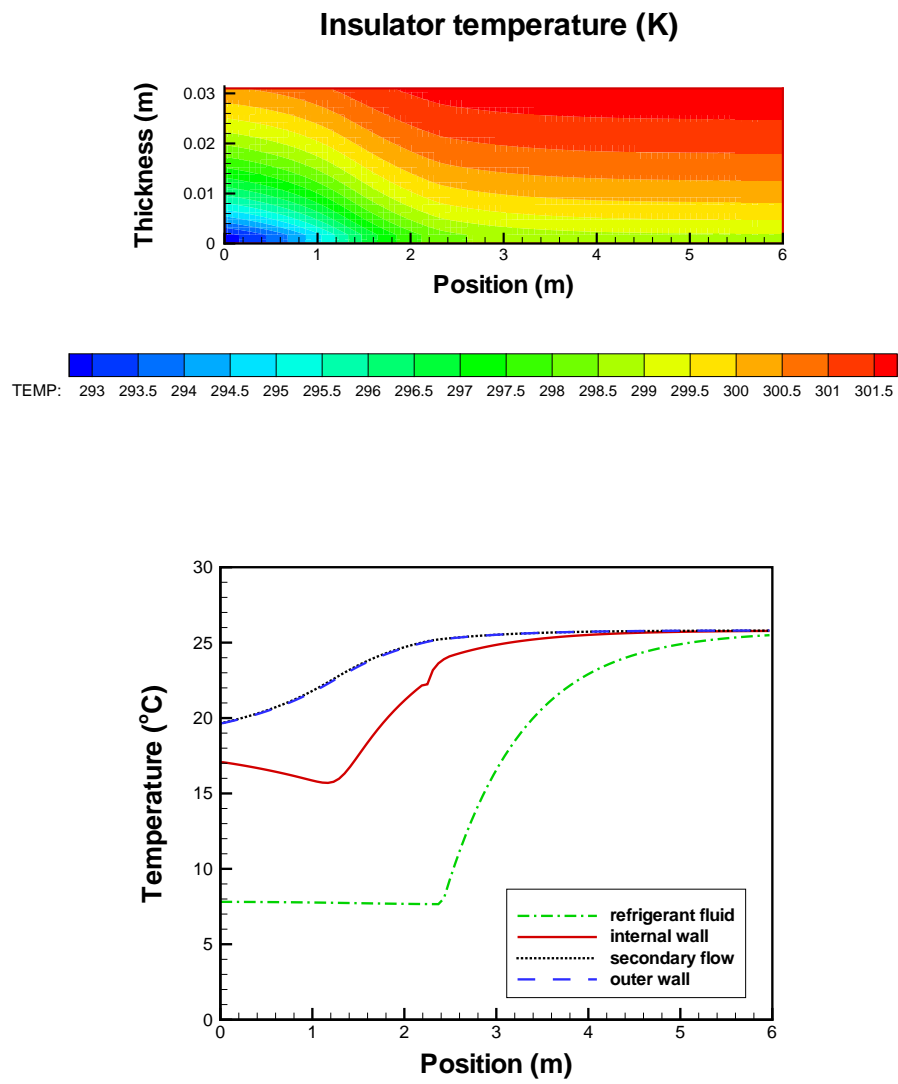 Insulator temperature (K)
Thickness (m)
0.03
0.02
0.01
0
0 1 2 3 4 5 6
Position (m)
TEMP: 293 293.5 294 294.5 295 295.5 296 296.5 297 297.5 298 298.5 299 299.5 300 300.5 301 301.5
Temperature (°C)
30
25
20
15
10
5
0
refrigerant fluid
internal wall
secondary flow
outer wall
0 1 2 3 4 5 6
Position (m)